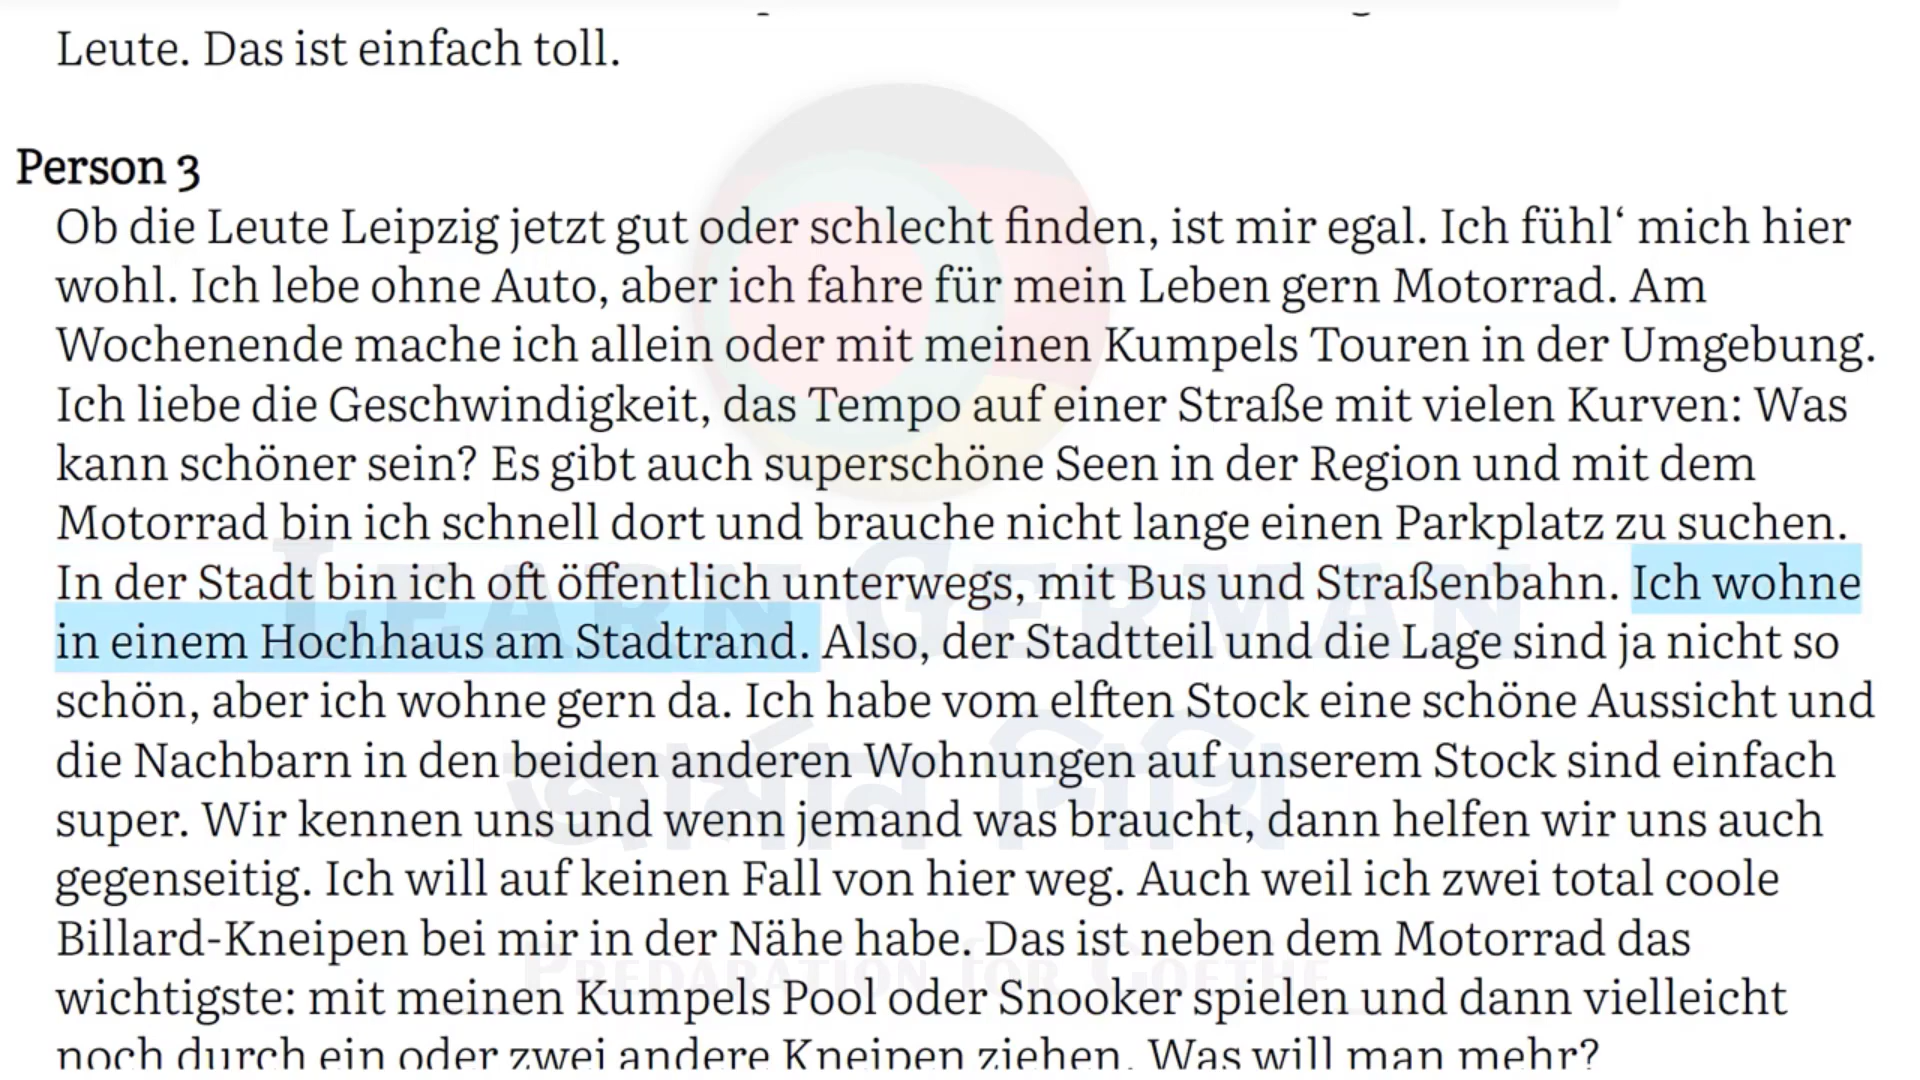 Leute. Das ist einfach toll.
Person 3
Ob die Leute Leipzig jetzt gut oder schlecht finden, ist mir egal. Ich fühl‘ mich hier
wohl. Ich lebe ohne Auto, aber ich fahre für mein Leben gern Motorrad. Am
Wochenende mache ich allein oder mit meinen Kumpels Touren in der Umgebung.
Ich liebe die Geschwindigkeit, das Tempo auf einer Straße mit vielen Kurven: Was
kann schöner sein? Es gibt auch superschöne Seen in der Region und mit dem
Motorrad bin ich schnell dort und brauche nicht lange einen Parkplatz zu suchen.
In der Stadt bin ich oft öffentlich unterwegs, mit Bus und Straßenbahn. Ich wohne
in einem Hochhaus am Stadtrand. Also, der Stadtteil und die Lage sind ja nicht so
schön, aber ich wohne gern da. Ich habe vom elften Stock eine schöne Aussicht und
die Nachbarn in den beiden anderen Wohnungen auf unserem Stock sind einfach
super. Wir kennen uns und wenn jemand was braucht, dann helfen wir uns auch
gegenseitig. Ich will auf keinen Fall von hier weg. Auch weil ich zwei total coole
Billard-Kneipen bei mir in der Nähe habe. Das ist neben dem Motorrad das
wichtigste: mit meinen Kumpels Pool oder Snooker spielen und dann vielleicht
noch durch ein oder zwei andere Kneipen ziehen. Was will man mehr?
LEARN GERMAN
জার্মান শিখি
PREPARATION FOR GOETHE